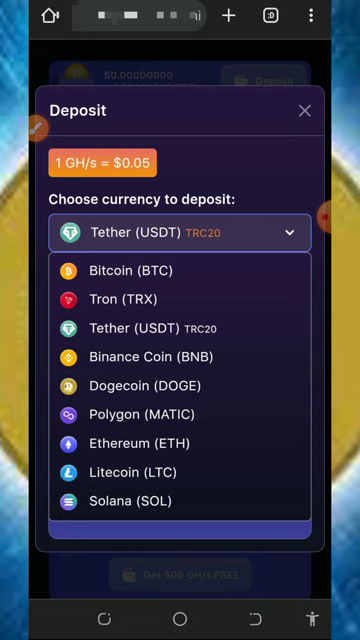 :D
$0.00000000
Deposit
Deposit
1 GH/s = $0.05
Choose currency to deposit:
Tether (USDT) TRC20
Bitcoin (BTC)
Tron (TRX)
Tether (USDT) TRC20
Binance Coin (BNB)
Dogecoin (DOGE)
Polygon (MATIC)
Ethereum (ETH)
Litecoin (LTC)
Solana (SOL)
Get 500 GH/s FREE